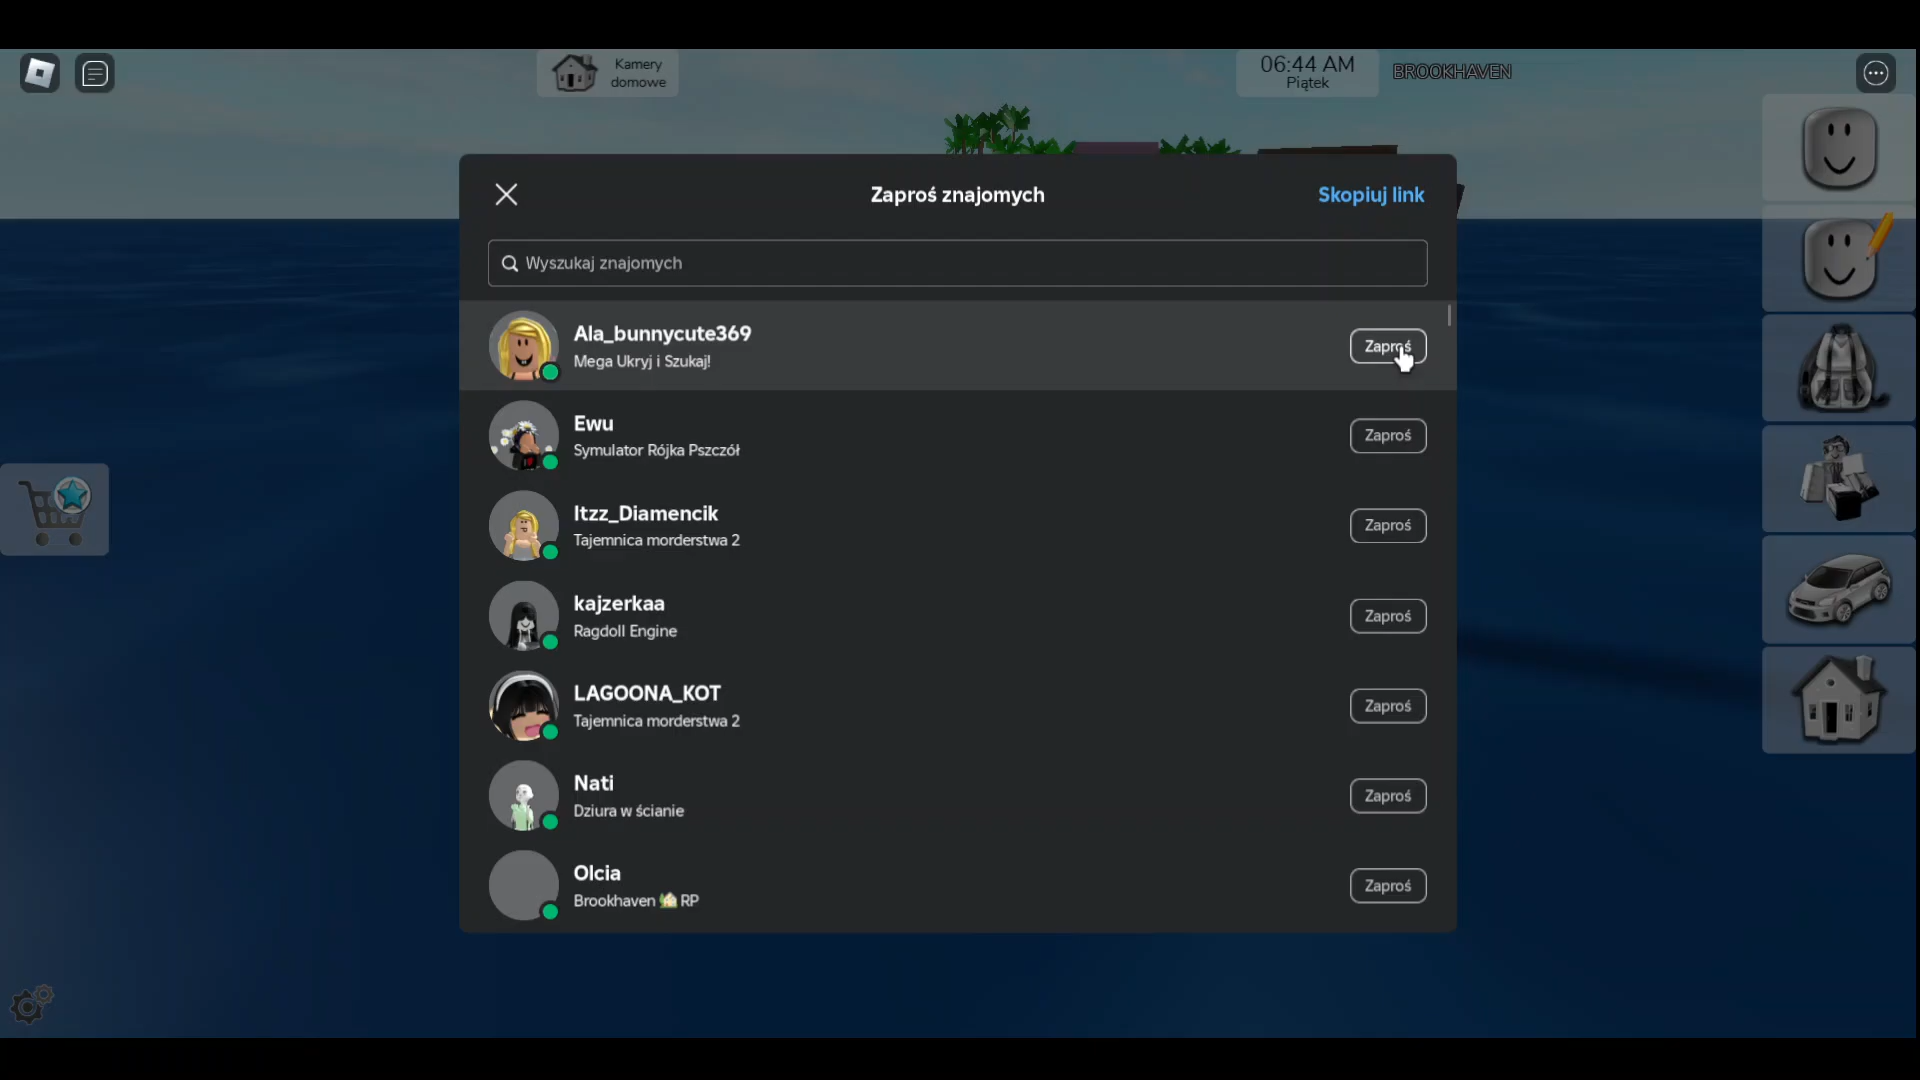 Kamery
domowe
06:44 AM
Piątek
BROOKHAVEN
Zaproś znajomych
Skopiuj link
Wyszukaj znajomych
Ala_bunnycute369
Mega Ukryj i Szukaj!
Zaproś
Ewu
Symulator Rójka Pszczół
Zaproś
Itzz_Diamencik
Tajemnica morderstwa 2
Zaproś
kajzerkaa
Ragdoll Engine
Zaproś
LAGOONA_KOT
Tajemnica morderstwa 2
Zaproś
Nati
Dziura w ścianie
Zaproś
Olcia
Brookhaven 🏡 RP
Zaproś